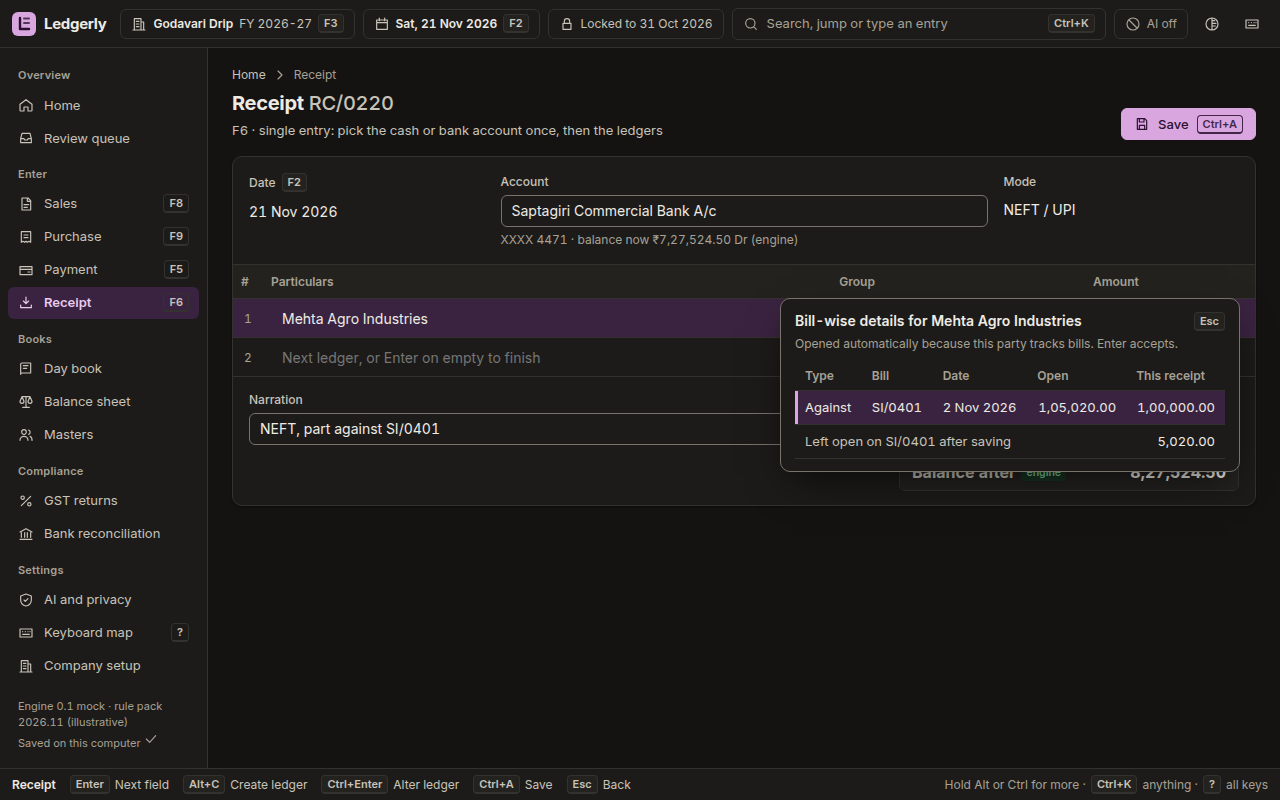 Ledgerly
Godavari Drip FY 2026-27 F3
Sat, 21 Nov 2026 F2
Locked to 31 Oct 2026
Search, jump or type an entry Ctrl+K
AI off
Overview
Home
Review queue
Enter
Sales F8
Purchase F9
Payment F5
Receipt F6
Books
Day book
Balance sheet
Masters
Compliance
GST returns
Bank reconciliation
Settings
AI and privacy
Keyboard map ?
Company setup
Engine 0.1 mock · rule pack
2026.11 (illustrative)
Saved on this computer
Home > Receipt
Receipt RC/0220
F6 · single entry: pick the cash or bank account once, then the ledgers
Save Ctrl+A
Date F2
21 Nov 2026
Account
Saptagiri Commercial Bank A/c
XXXX 4471 · balance now ₹7,27,524.50 Dr (engine)
Mode
NEFT / UPI
# Particulars Group Amount
1 Mehta Agro Industries
2 Next ledger, or Enter on empty to finish
Narration
NEFT, part against SI/0401
Bill-wise details for Mehta Agro Industries Esc
Opened automatically because this party tracks bills. Enter accepts.
Type Bill Date Open This receipt
Against SI/0401 2 Nov 2026 1,05,020.00 1,00,000.00
Left open on SI/0401 after saving 5,020.00
Balance after engine 8,27,524.50
Receipt Enter Next field Alt+C Create ledger Ctrl+Enter Alter ledger Ctrl+A Save Esc Back
Hold Alt or Ctrl for more · Ctrl+K anything · ? all keys